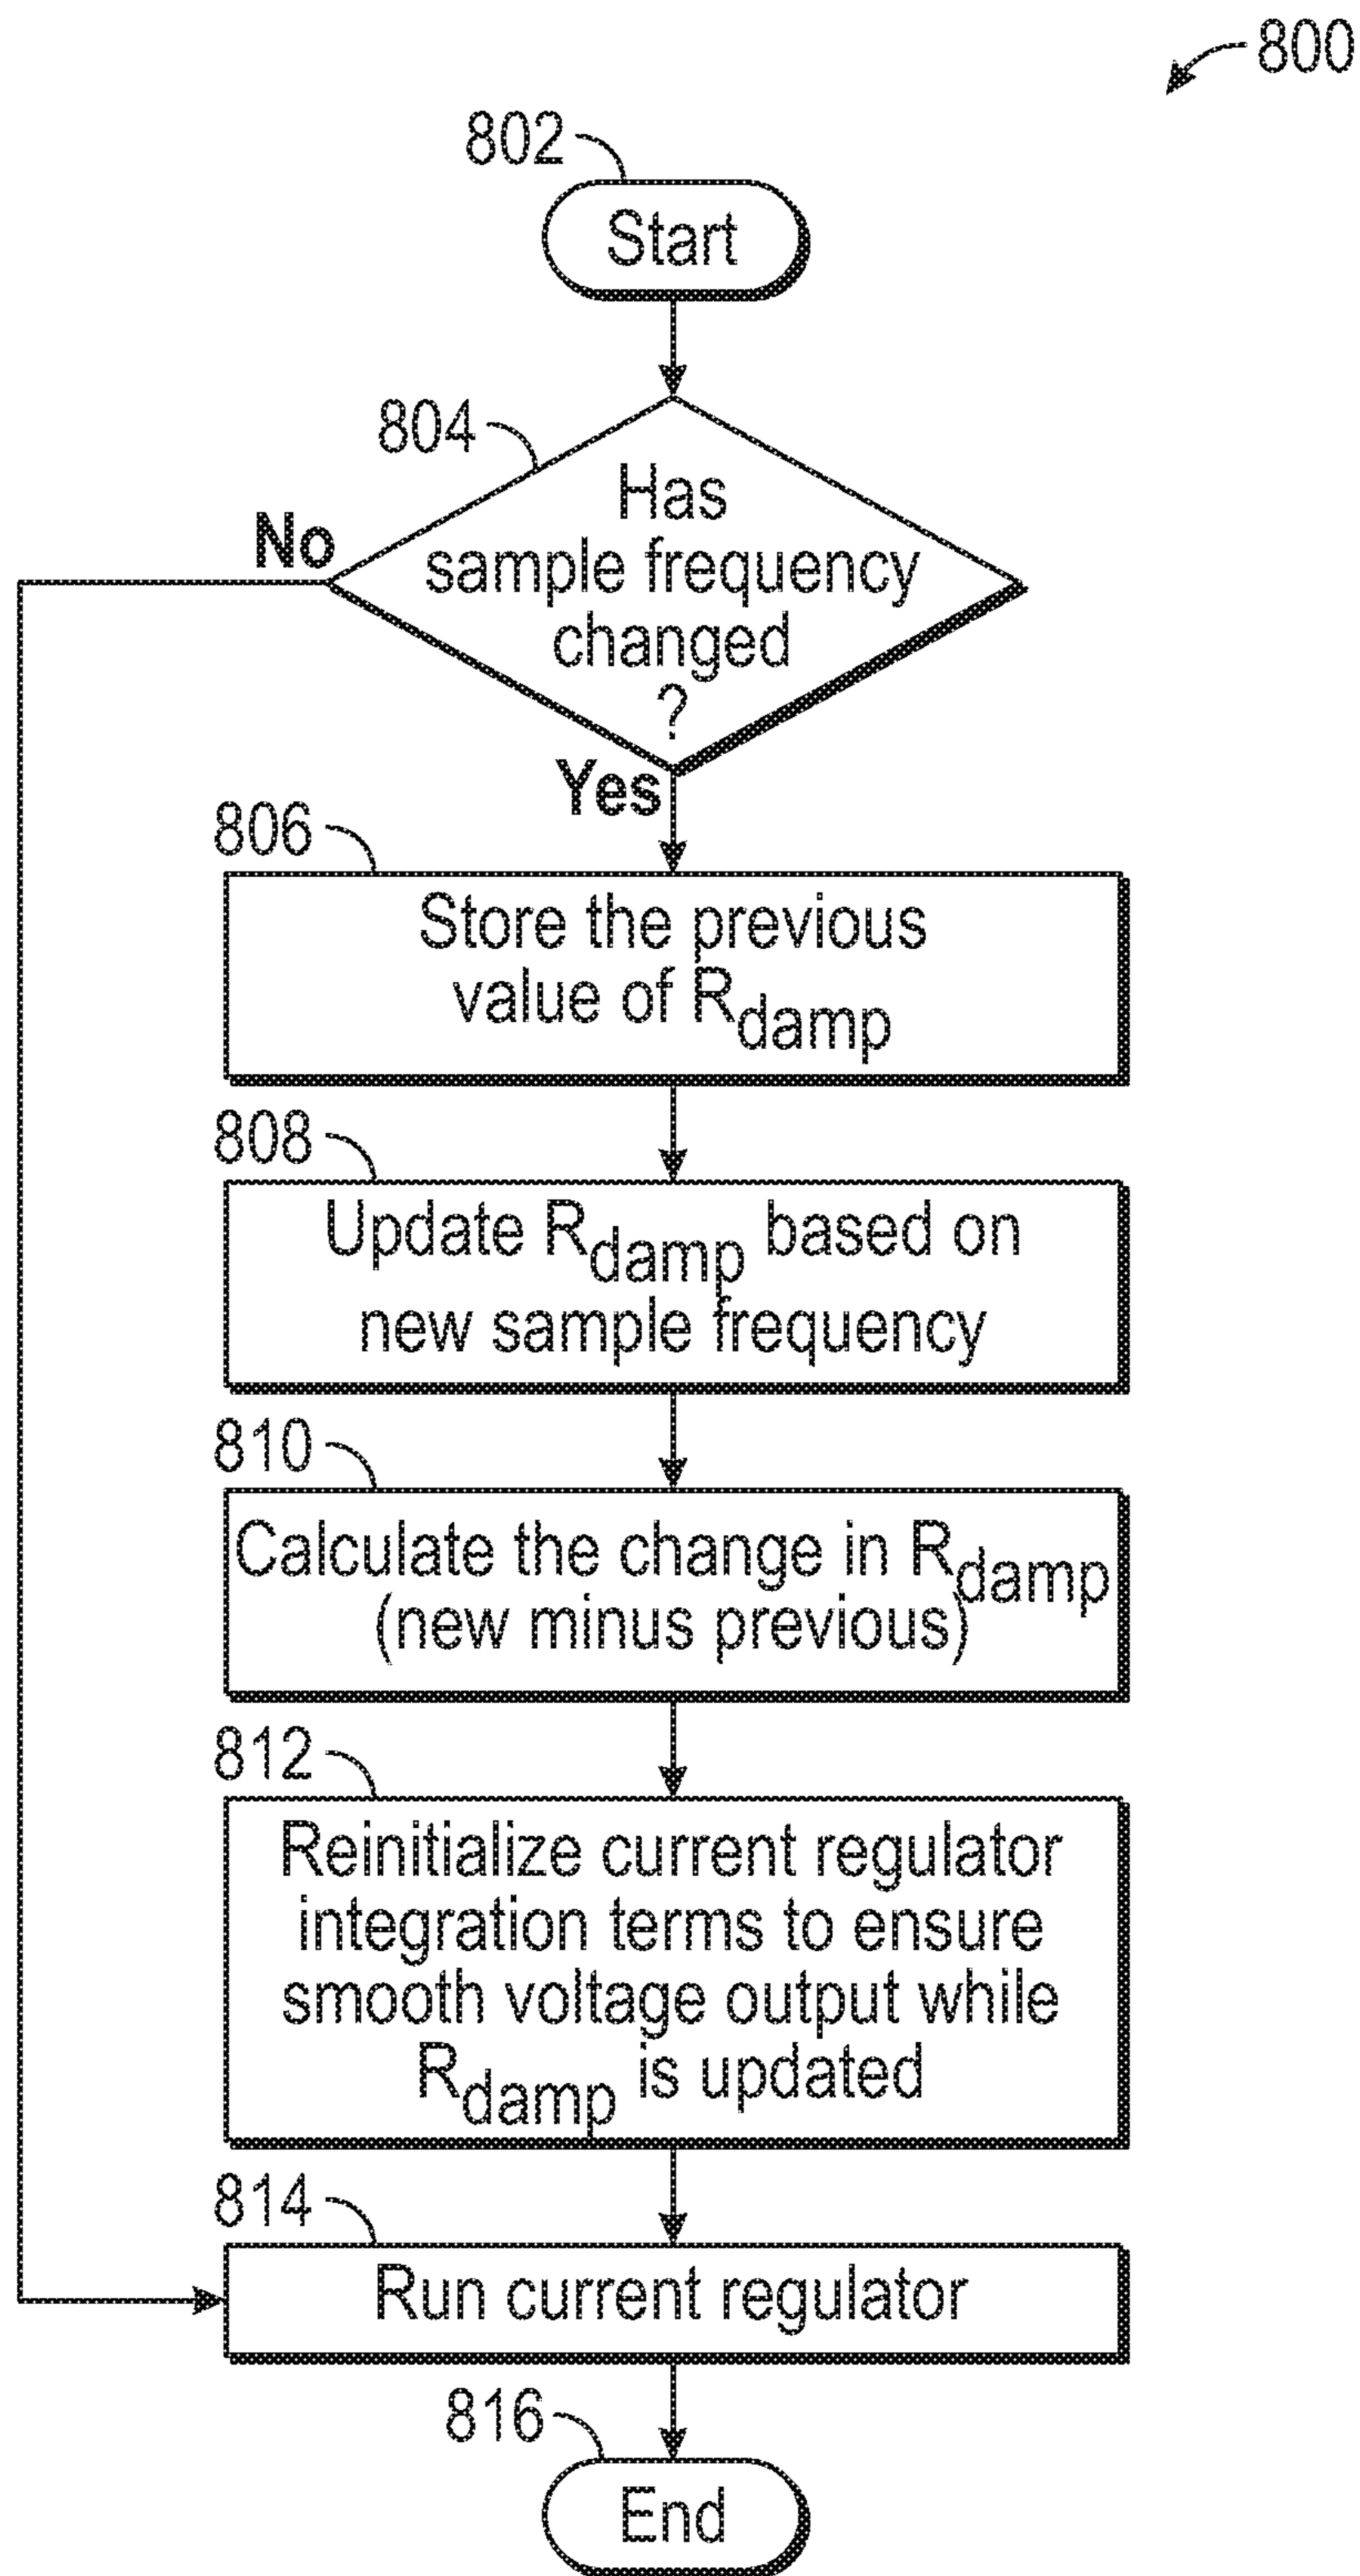 800
802
Start
804
Has
sample frequency
changed
?
No
Yes
806
Store the previous
value of Rdamp
808
Update Rdamp based on
new sample frequency
810
Calculate the change in Rdamp
(new minus previous)
812
Reinitialize current regulator
integration terms to ensure
smooth voltage output while
Rdamp is updated
814
Run current regulator
816
End